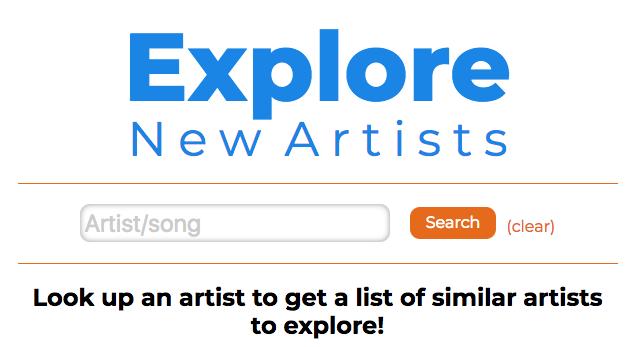 Explore
New Artists
Artist/song Search (clear)
Look up an artist to get a list of similar artists
to explore!